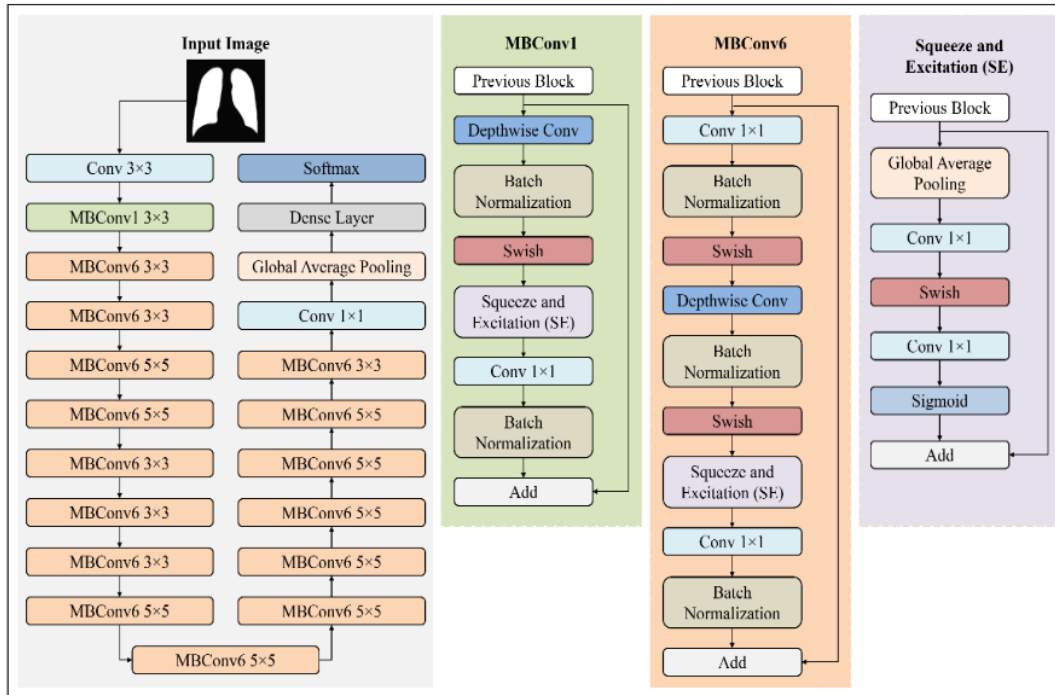 Input Image
Conv 3×3
MBConv1 3×3
MBConv6 3×3
MBConv6 3×3
MBConv6 5×5
MBConv6 5×5
MBConv6 3×3
MBConv6 3×3
MBConv6 3×3
MBConv6 5×5
MBConv6 5×5
MBConv6 5×5
MBConv6 5×5
MBConv6 5×5
MBConv6 5×5
MBConv6 5×5
MBConv6 3×3
Conv 1×1
Global Average Pooling
Dense Layer
Softmax
MBConv1
Previous Block
Depthwise Conv
Batch
Normalization
Swish
Squeeze and
Excitation (SE)
Conv 1×1
Batch
Normalization
Add
MBConv6
Previous Block
Conv 1×1
Batch
Normalization
Swish
Depthwise Conv
Batch
Normalization
Swish
Squeeze and
Excitation (SE)
Conv 1×1
Batch
Normalization
Add
Squeeze and
Excitation (SE)
Previous Block
Global Average
Pooling
Conv 1×1
Swish
Conv 1×1
Sigmoid
Add